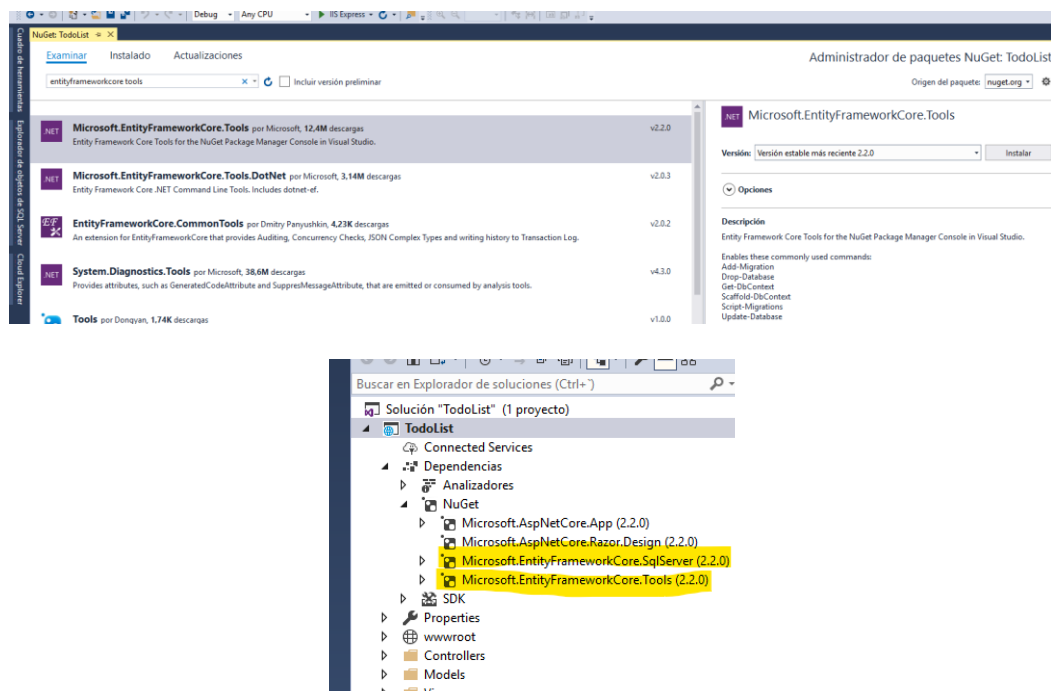 Debug Any CPU IIS Express
NuGet: TodoList
Cuadro de herramientas
Explorador de objetos de SQL Server
Cloud Explorer
Examinar Instalado Actualizaciones
Administrador de paquetes NuGet: TodoList
entityframeworkcore tools
Incluir versión preliminar
Origen del paquete: nuget.org
.NET
Microsoft.EntityFrameworkCore.Tools por Microsoft, 12,4M descargas
v2.2.0
Entity Framework Core Tools for the NuGet Package Manager Console in Visual Studio.
.NET
Microsoft.EntityFrameworkCore.Tools.DotNet por Microsoft, 3,14M descargas
v2.0.3
Entity Framework Core .NET Command Line Tools. Includes dotnet-ef.
EF
EntityFrameworkCore.CommonTools por Dmitry Panyushkin, 4,23K descargas
v2.0.2
An extension for EntityFrameworkCore that provides Auditing, Concurrency Checks, JSON Complex Types and writing history to Transaction Log.
.NET
System.Diagnostics.Tools por Microsoft, 38,6M descargas
v4.3.0
Provides attributes, such as GeneratedCodeAttribute and SuppresMessageAttribute, that are emitted or consumed by analysis tools.
Tools por Dongyan, 1,74K descargas
v1.0.0
.NET
Microsoft.EntityFrameworkCore.Tools
Versión: Versión estable más reciente 2.2.0
Instalar
Opciones
Descripción
Entity Framework Core Tools for the NuGet Package Manager Console in Visual Studio.
Enables these commonly used commands:
Add-Migration
Drop-Database
Get-DbContext
Scaffold-DbContext
Script-Migrations
Update-Database
Buscar en Explorador de soluciones (Ctrl+´)
Solución "TodoList" (1 proyecto)
TodoList
Connected Services
Dependencias
Analizadores
NuGet
Microsoft.AspNetCore.App (2.2.0)
Microsoft.AspNetCore.Razor.Design (2.2.0)
Microsoft.EntityFrameworkCore.SqlServer (2.2.0)
Microsoft.EntityFrameworkCore.Tools (2.2.0)
SDK
Properties
wwwroot
Controllers
Models